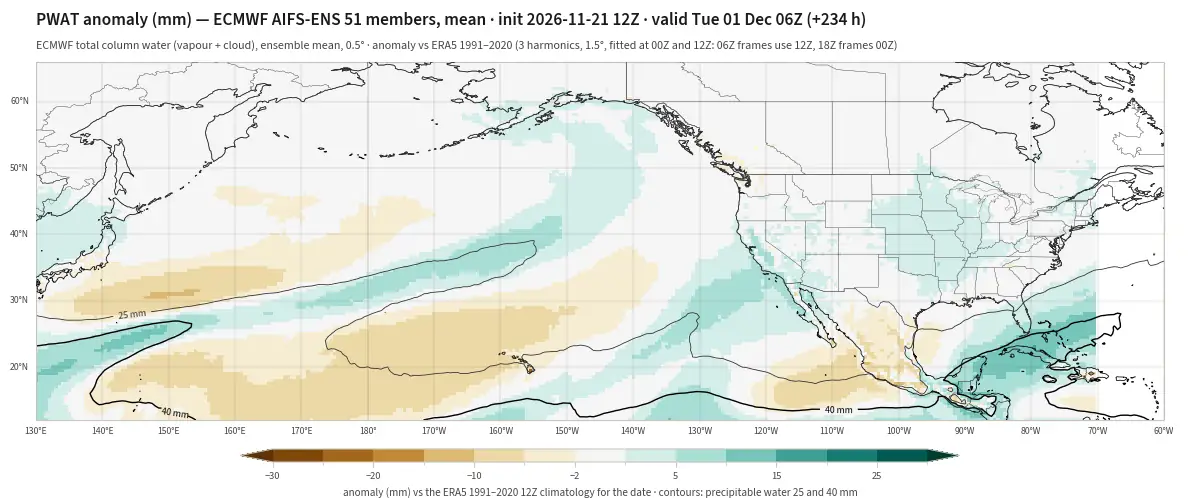 PWAT anomaly (mm) — ECMWF AIFS-ENS 51 members, mean · init 2026-11-21 12Z · valid Tue 01 Dec 06Z (+234 h)
ECMWF total column water (vapour + cloud), ensemble mean, 0.5° · anomaly vs ERA5 1991–2020 (3 harmonics, 1.5°, fitted at 00Z and 12Z: 06Z frames use 12Z, 18Z frames 00Z)
60°N
50°N
40°N
30°N
20°N
25 mm
40 mm
40 mm
130°E 140°E 150°E 160°E 170°E 180° 170°W 160°W 150°W 140°W 130°W 120°W 110°W 100°W 90°W 80°W 70°W 60°W
−30 −20 −10 −2 5 15 25
anomaly (mm) vs the ERA5 1991–2020 12Z climatology for the date · contours: precipitable water 25 and 40 mm